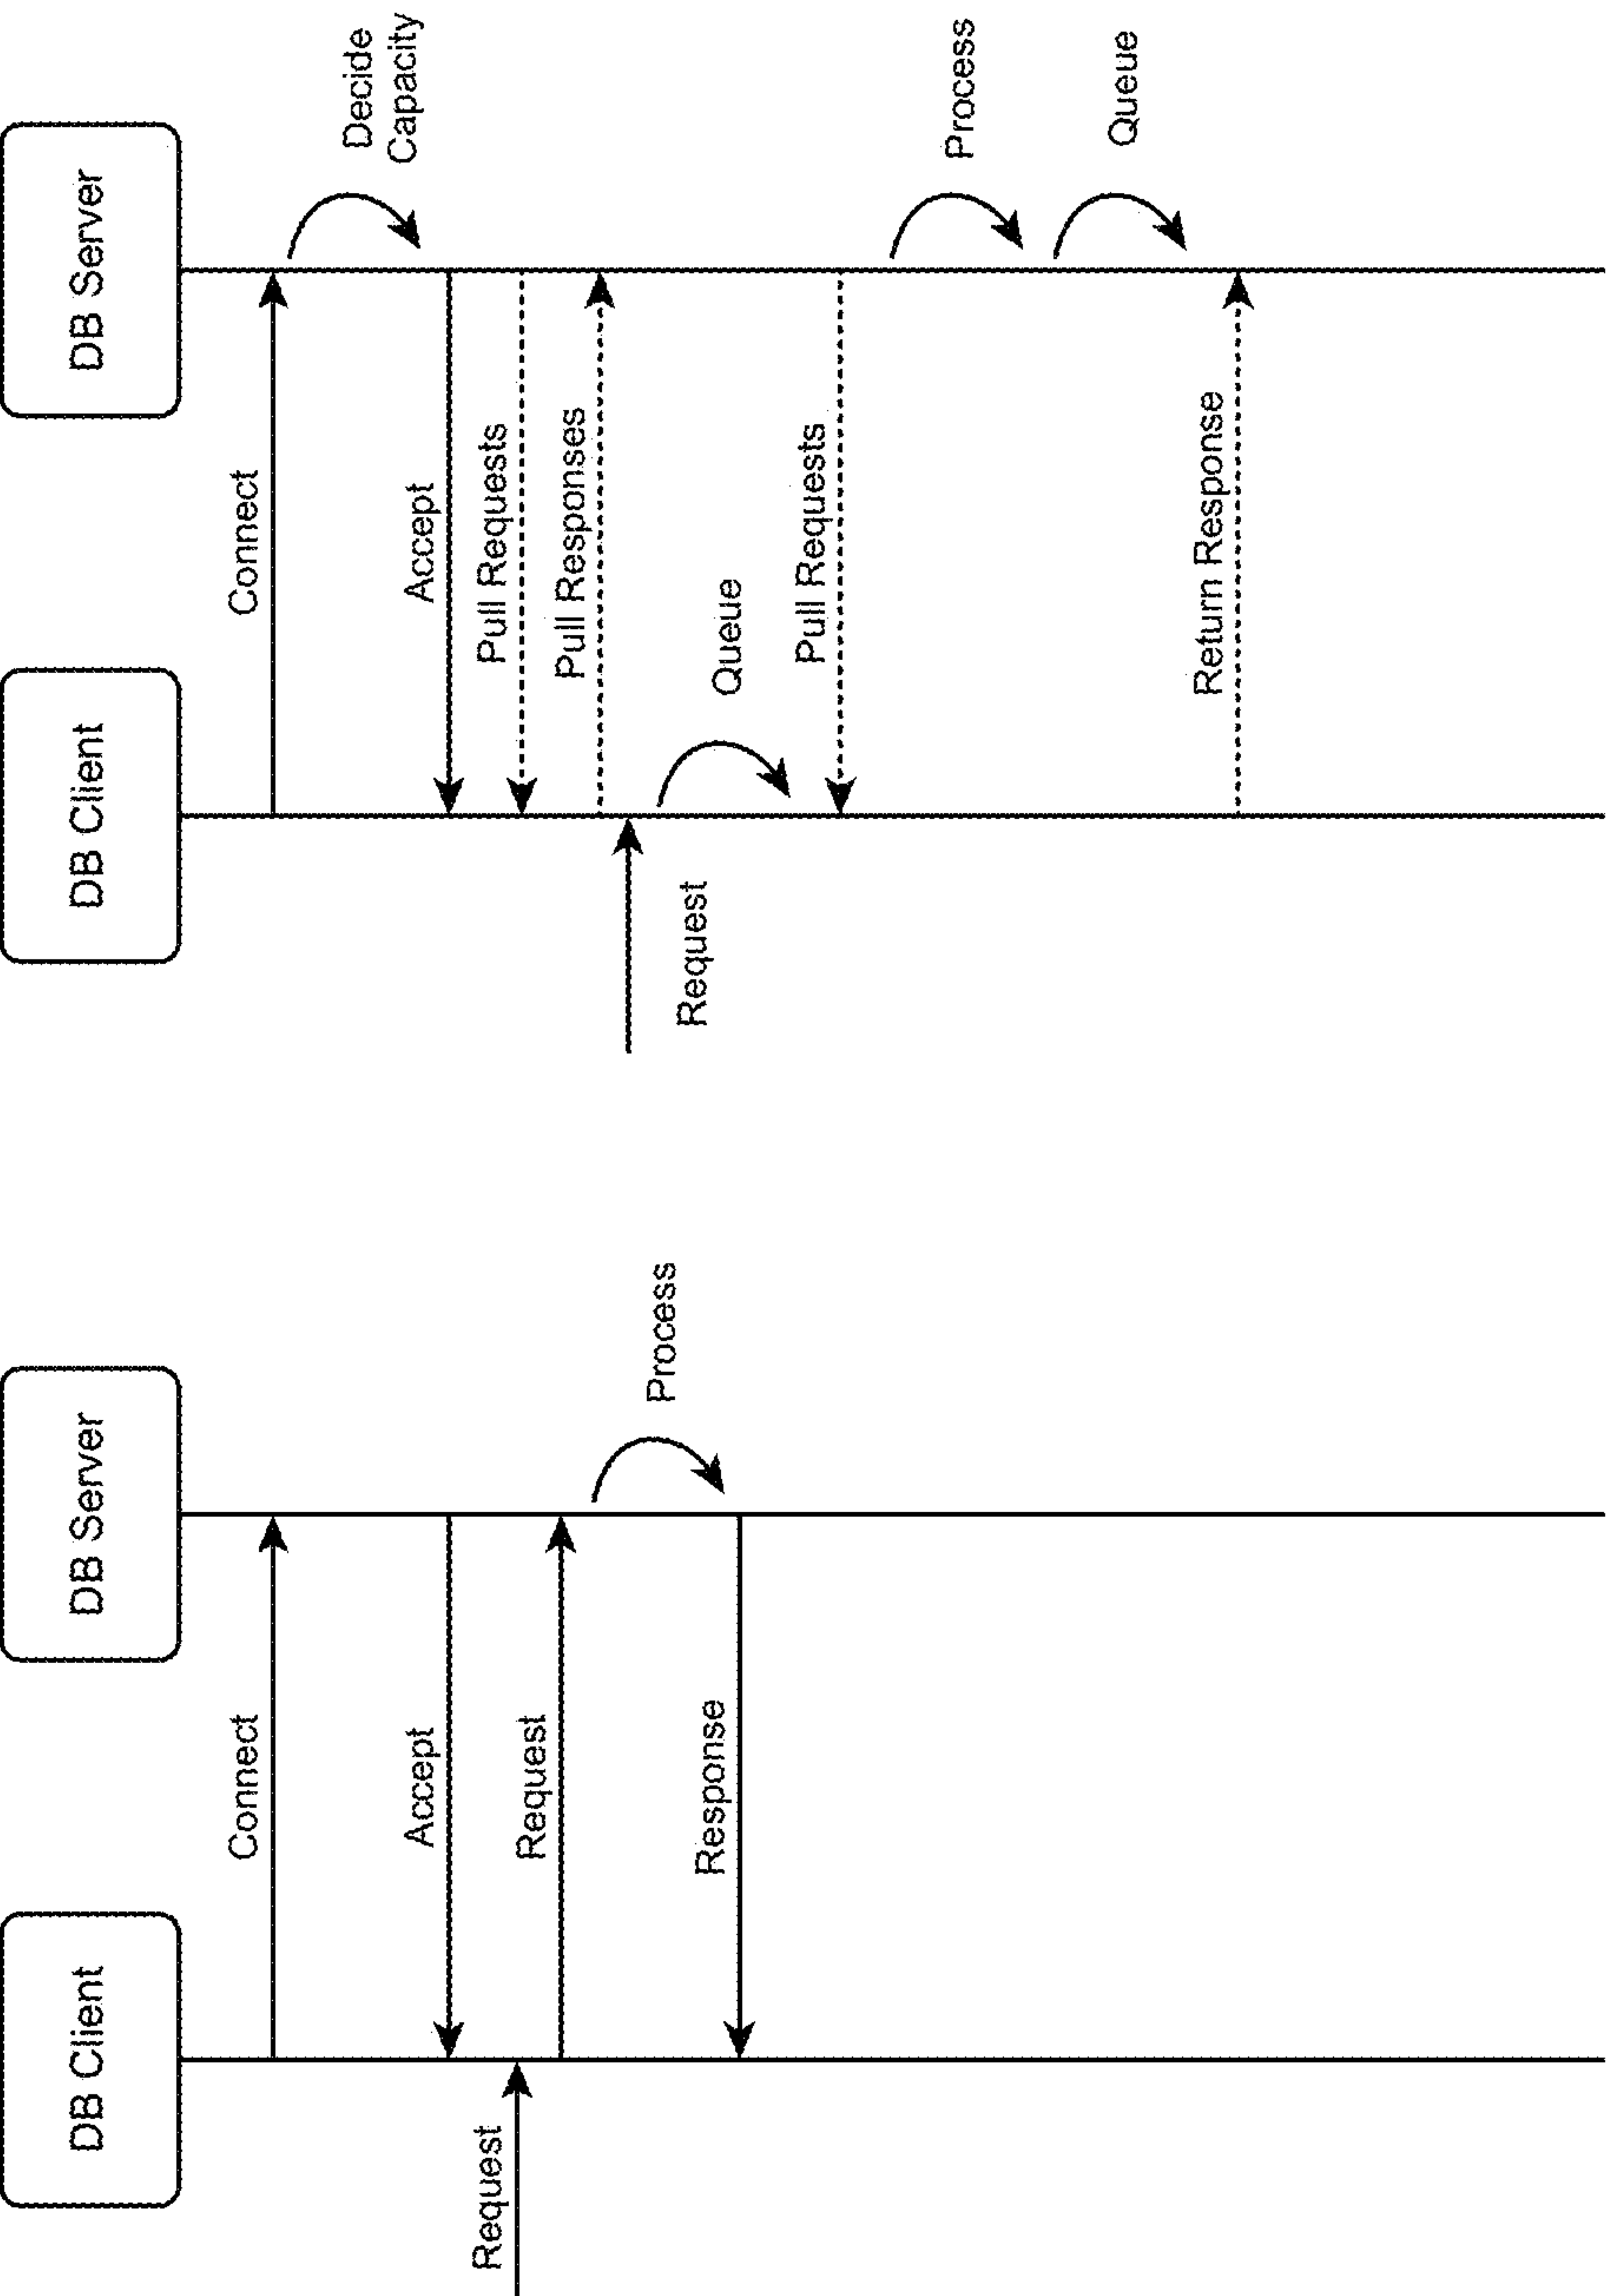 DB Client
DB Server
Connect
Accept
Request
Request
Process
Response
DB Client
DB Server
Connect
Decide
Capacity
Accept
Pull Requests
Pull Responses
Request
Queue
Pull Requests
Process
Queue
Return Response